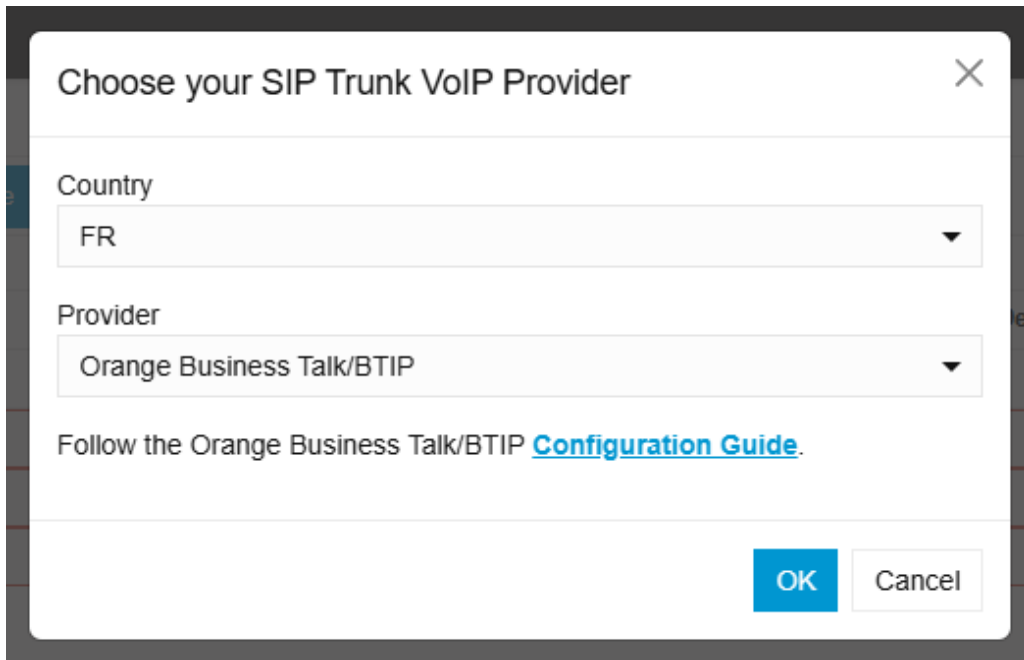 Choose your SIP Trunk VoIP Provider
Country
FR
Provider
Orange Business Talk/BTIP
Follow the Orange Business Talk/BTIP Configuration Guide.
OK
Cancel